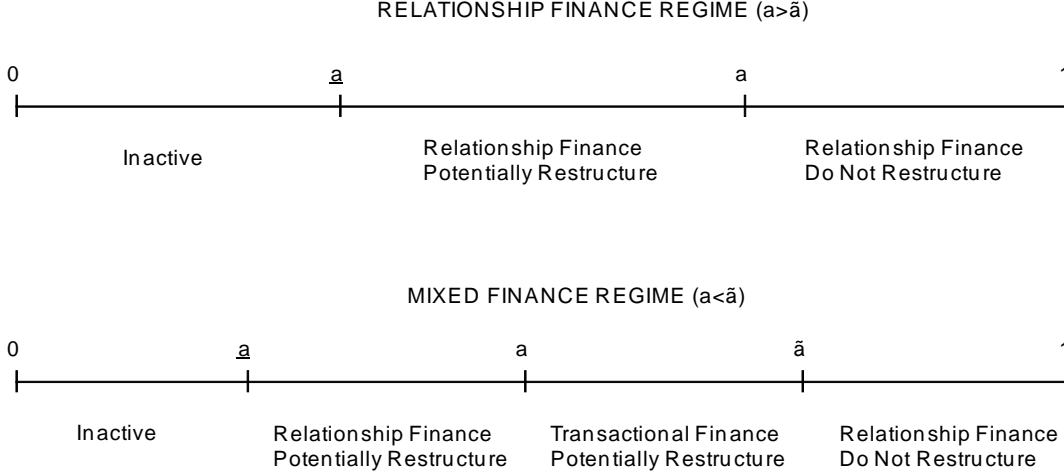 RELATIONSHIP FINANCE REGIME (a>ã)
0 a a 1
Inactive
Relationship Finance
Potentially Restructure
Relationship Finance
Do Not Restructure
MIXED FINANCE REGIME (a<ã)
0 a a ã 1
Inactive
Relationship Finance
Potentially Restructure
Transactional Finance
Potentially Restructure
Relationship Finance
Do Not Restructure